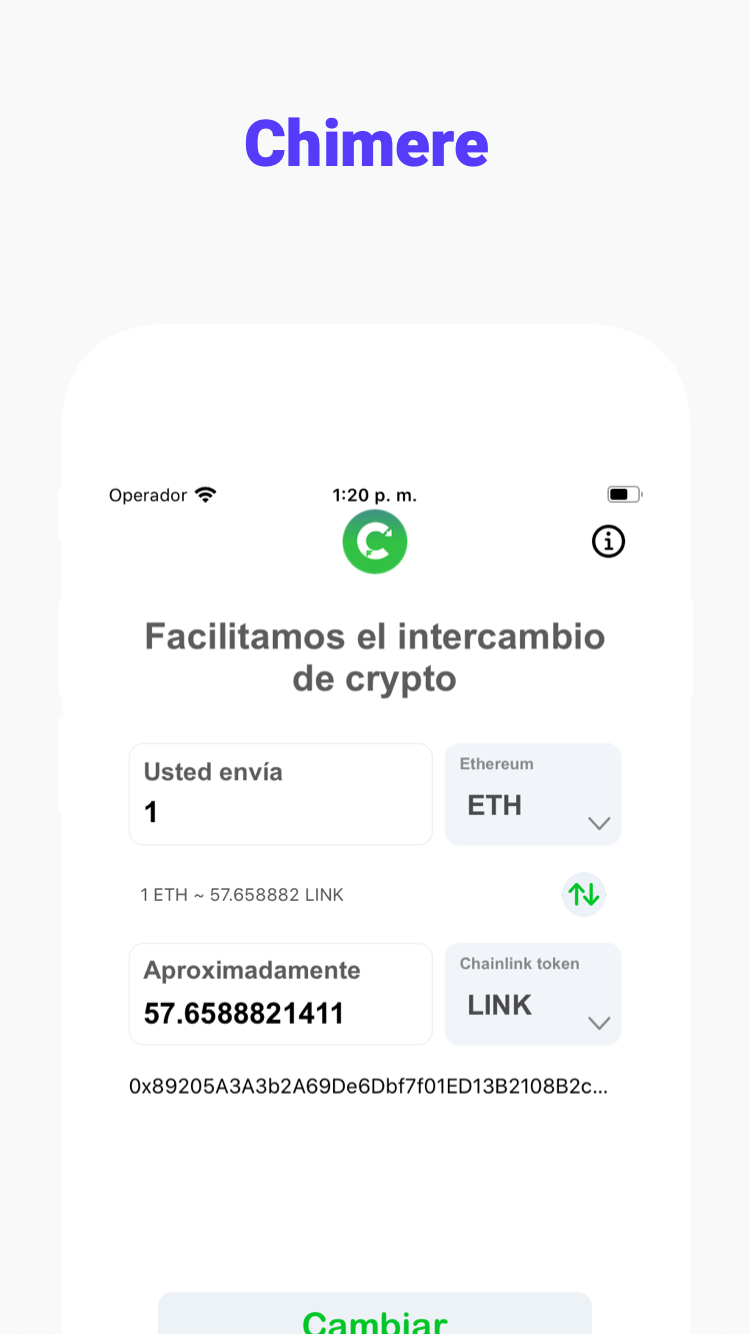 Chimere
Operador
1:20 p. m.
Facilitamos el intercambio
de crypto
Usted envía
1
Ethereum
ETH
1 ETH ~ 57.658882 LINK
Aproximadamente
57.6588821411
Chainlink token
LINK
0x89205A3A3b2A69De6Dbf7f01ED13B2108B2c...
Cambiar